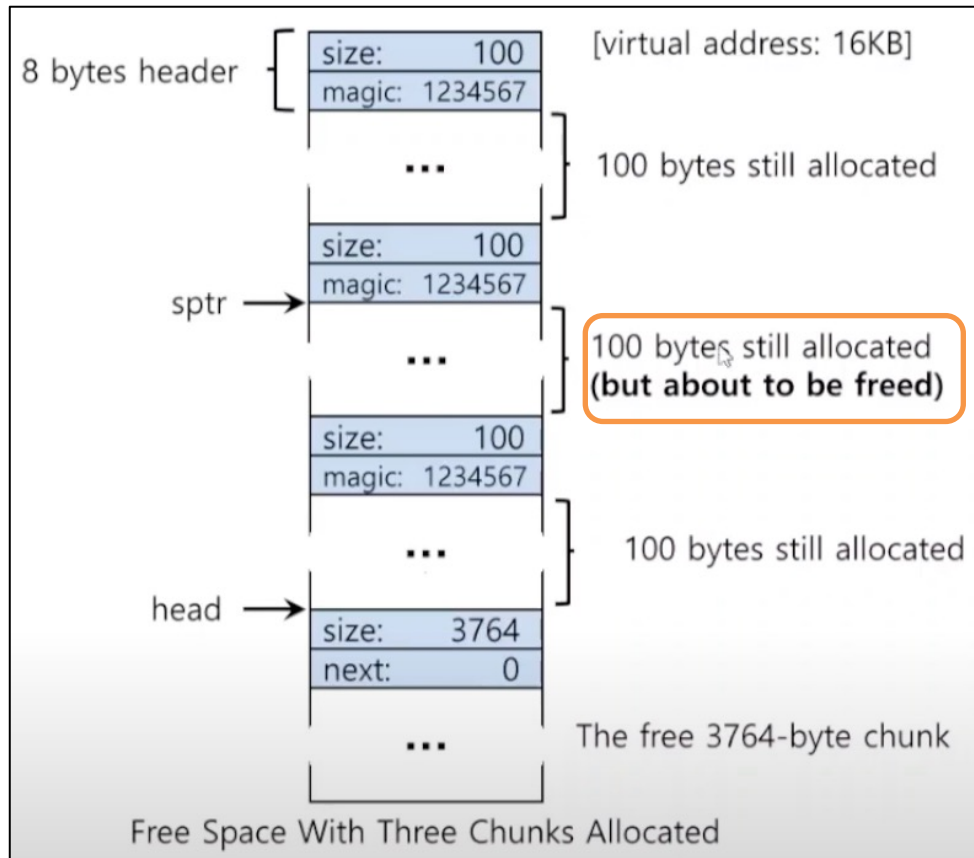 8 bytes header
size: 100
magic: 1234567
[virtual address: 16KB]
...
100 bytes still allocated
size: 100
magic: 1234567
sptr
...
100 bytes still allocated
(but about to be freed)
size: 100
magic: 1234567
...
100 bytes still allocated
head
size: 3764
next: 0
...
The free 3764-byte chunk
Free Space With Three Chunks Allocated